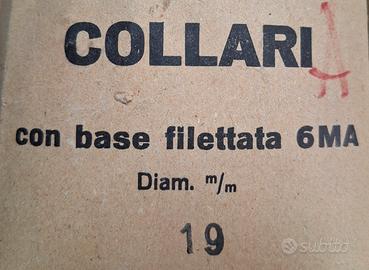 COLLARI
A
con base filettata 6MA
Diam. m/m
19
subito